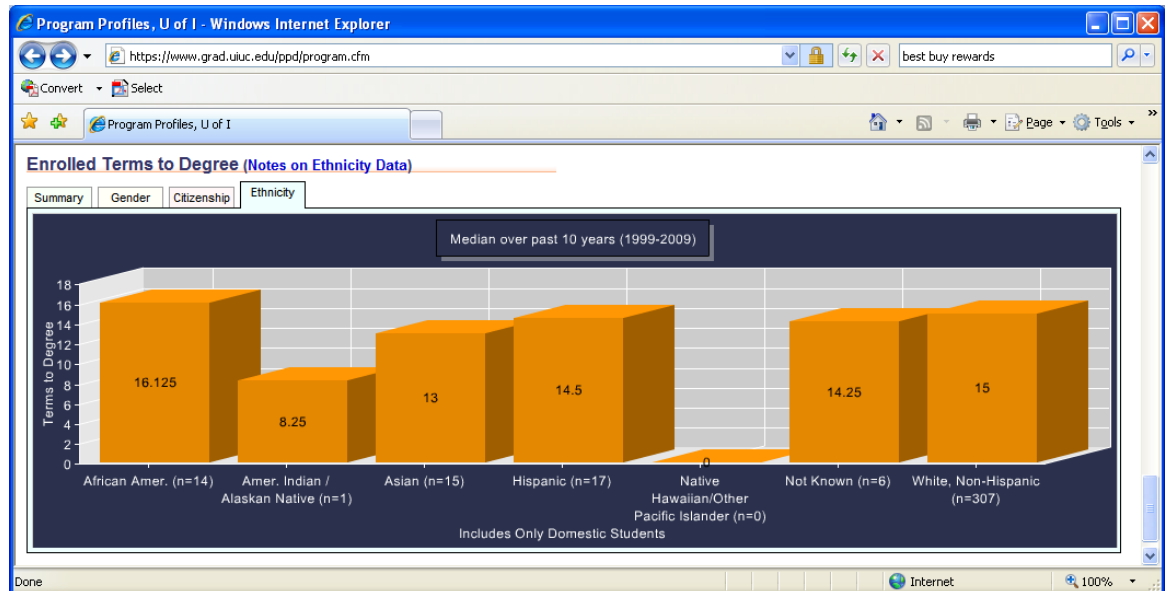 Program Profiles, U of I - Windows Internet Explorer
https://www.grad.uiuc.edu/ppd/program.cfm
best buy rewards
Convert Select
Program Profiles, U of I
Page Tools »
Enrolled Terms to Degree (Notes on Ethnicity Data)
Summary Gender Citizenship Ethnicity
Median over past 10 years (1999-2009)
Terms to Degree
18
16
14
12
10
8
6
4
2
0
16.125
8.25
13
14.5
0
14.25
15
African Amer. (n=14)
Amer. Indian /
Alaskan Native (n=1)
Asian (n=15)
Hispanic (n=17)
Native
Hawaiian/Other
Pacific Islander (n=0)
Not Known (n=6)
White, Non-Hispanic
(n=307)
Includes Only Domestic Students
Done
Internet
100%